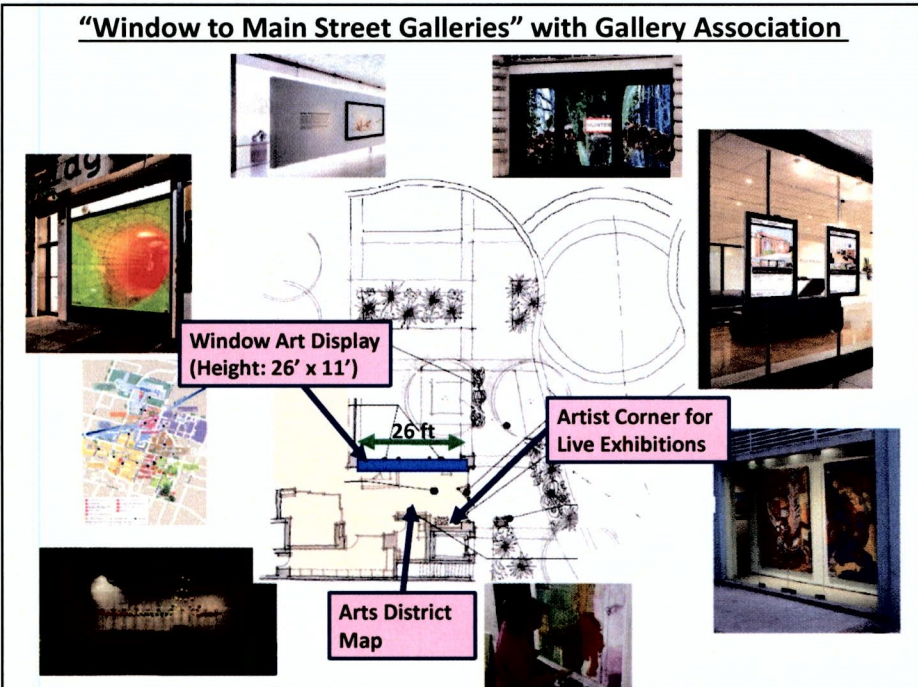 “Window to Main Street Galleries” with Gallery Association
Window Art Display
(Height: 26’ x 11’)
26 ft
Artist Corner for
Live Exhibitions
Arts District
Map